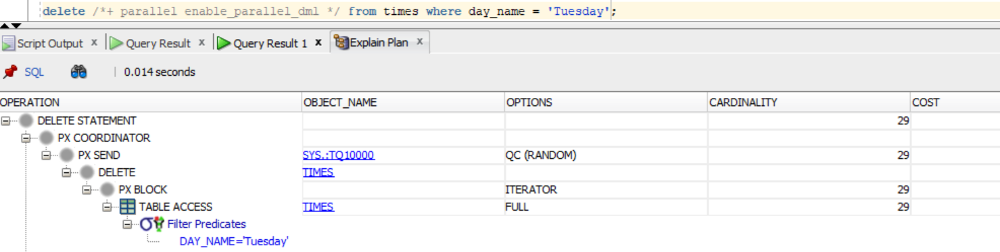 delete /*+ parallel enable_parallel_dml */ from times where day_name = 'Tuesday';
Script Output x Query Result x Query Result 1 x Explain Plan x
SQL | 0.014 seconds
OPERATION OBJECT_NAME OPTIONS CARDINALITY COST
DELETE STATEMENT 29
PX COORDINATOR
PX SEND SYS.:TQ10000 QC (RANDOM) 29
DELETE TIMES
PX BLOCK ITERATOR 29
TABLE ACCESS TIMES FULL 29
Filter Predicates
DAY_NAME='Tuesday'